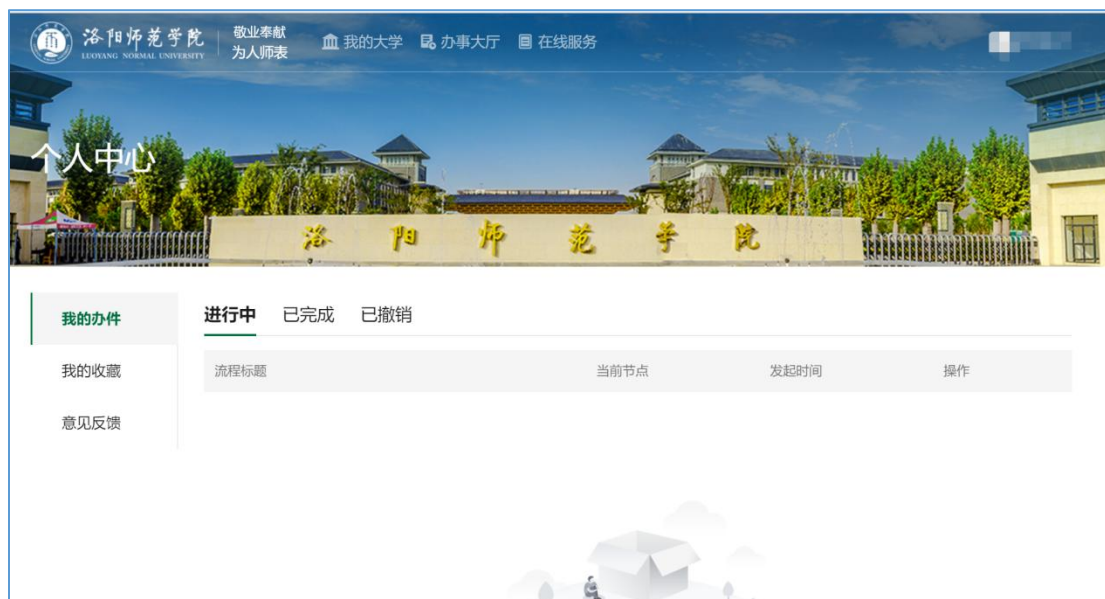 洛阳师范学院
LUOYANG NORMAL UNIVERSITY
敬业奉献
为人师表
我的大学 办事大厅 在线服务
个人中心
洛阳师范学院
我的办件
我的收藏
意见反馈
进行中 已完成 已撤销
流程标题 当前节点 发起时间 操作